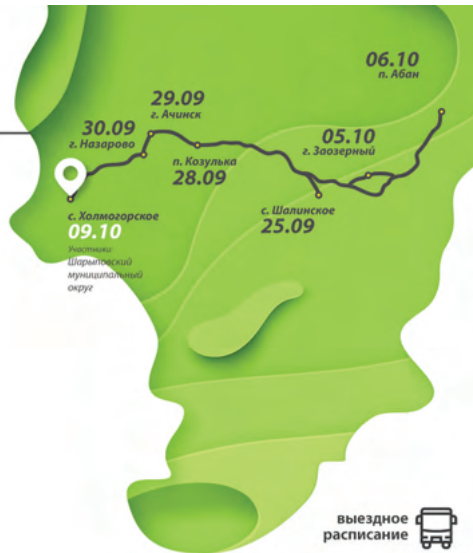 06.10
п. Абан
29.09
г. Ачинск
30.09
г. Назарово
05.10
г. Заозерный
п. Козулька
28.09
с. Шалинское
25.09
с. Холмогорское
09.10
Участники:
Шарыповский
муниципальный
округ
выездное
расписание